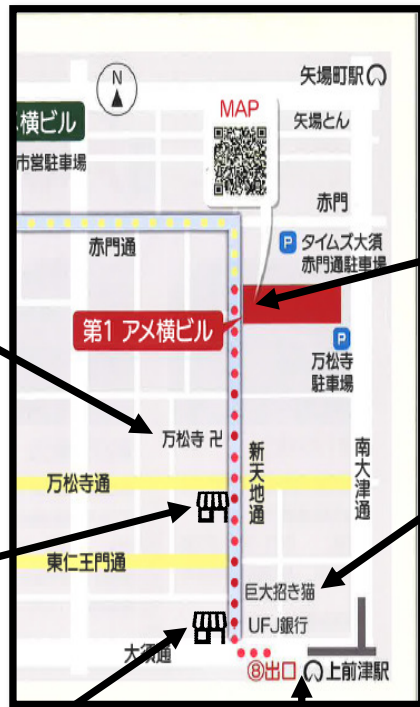 N
矢場町駅
MAP
横ビル
矢場とん
市営駐車場
赤門
赤門通
P タイムズ大須
赤門通駐車場
第1 アメ横ビル
P
万松寺
駐車場
万松寺 卍
新天地通
南大津通
万松寺通
東仁王門通
巨大招き猫
UFJ銀行
大須通
⑧出口
上前津駅